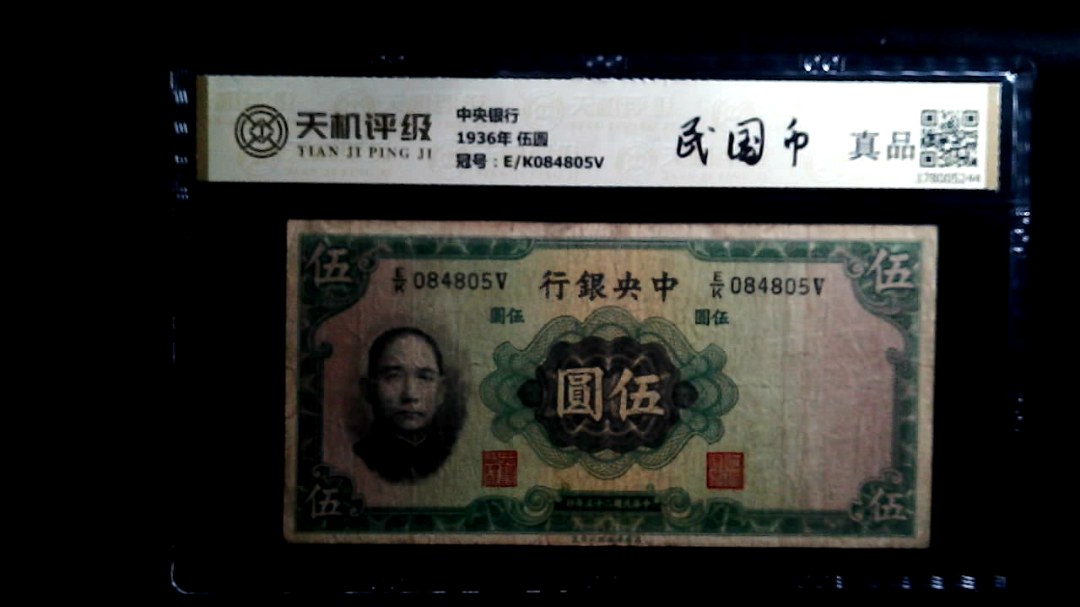 天机评级
TIAN JI PING JI
中央银行
1936年 伍圆
冠号：E/K084805V
民国币
真品
伍
E/K 084805V
行銀央中
E/K 084805V
伍
圓伍
圓伍
圓伍
伍
伍